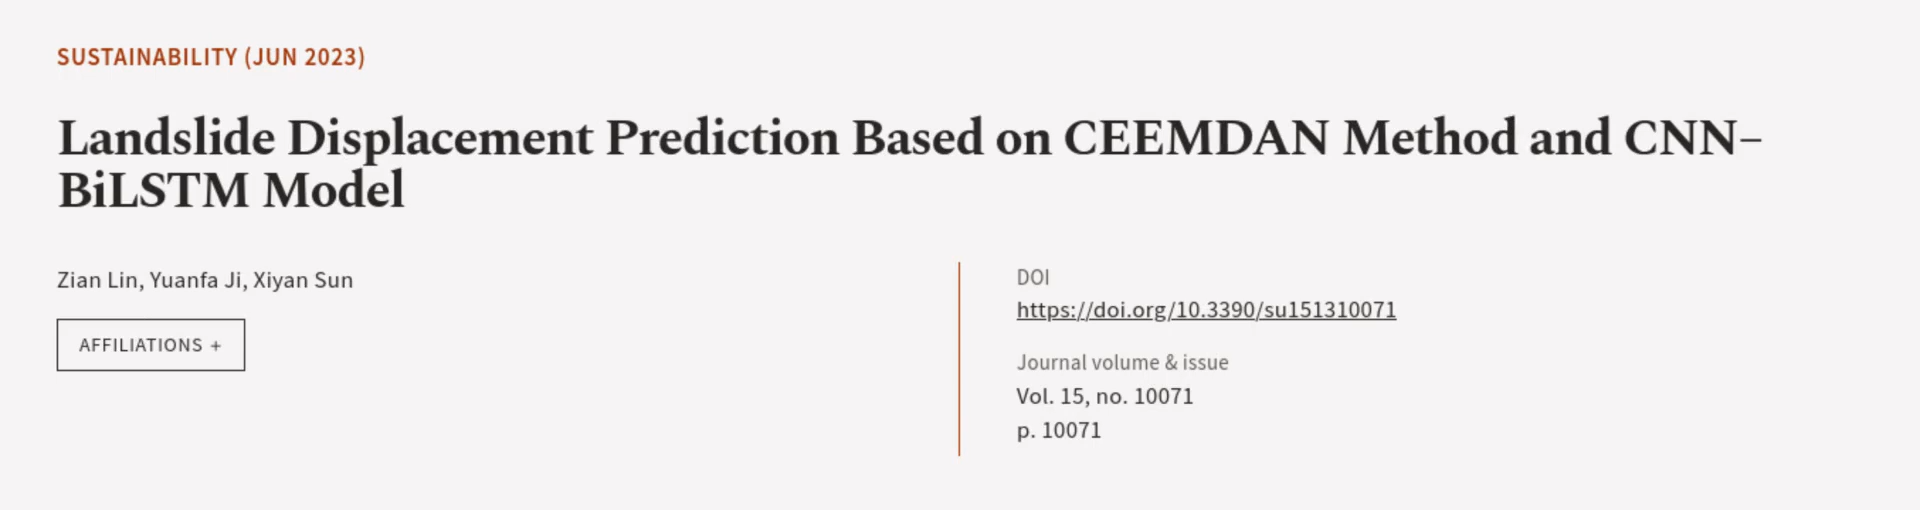 SUSTAINABILITY (JUN 2023)
Landslide Displacement Prediction Based on CEEMDAN Method and CNN–
BiLSTM Model
Zian Lin, Yuanfa Ji, Xiyan Sun
AFFILIATIONS +
DOI
https://doi.org/10.3390/su151310071
Journal volume & issue
Vol. 15, no. 10071
p. 10071